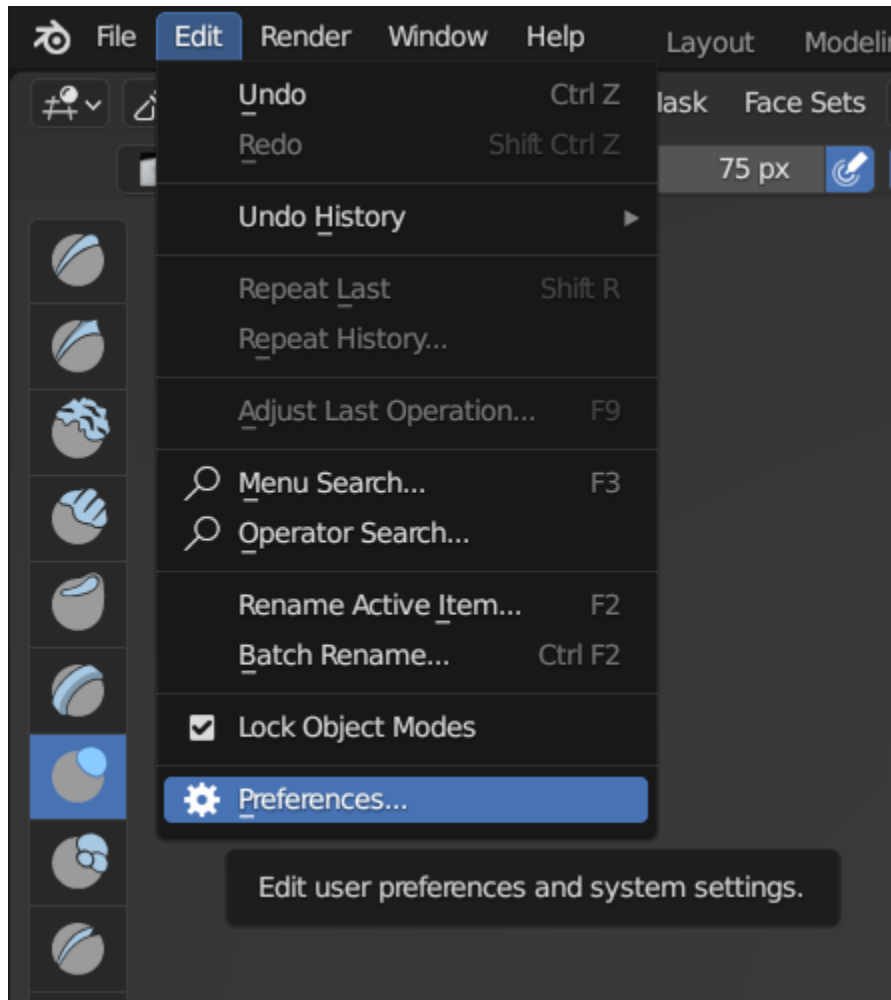 File Edit Render Window Help Layout
Face Sets
75 px
Undo Ctrl Z
Redo Shift Ctrl Z
Undo History
Repeat Last Shift R
Repeat History...
Adjust Last Operation... F9
Menu Search... F3
Operator Search...
Rename Active Item... F2
Batch Rename... Ctrl F2
Lock Object Modes
Preferences...
Edit user preferences and system settings.